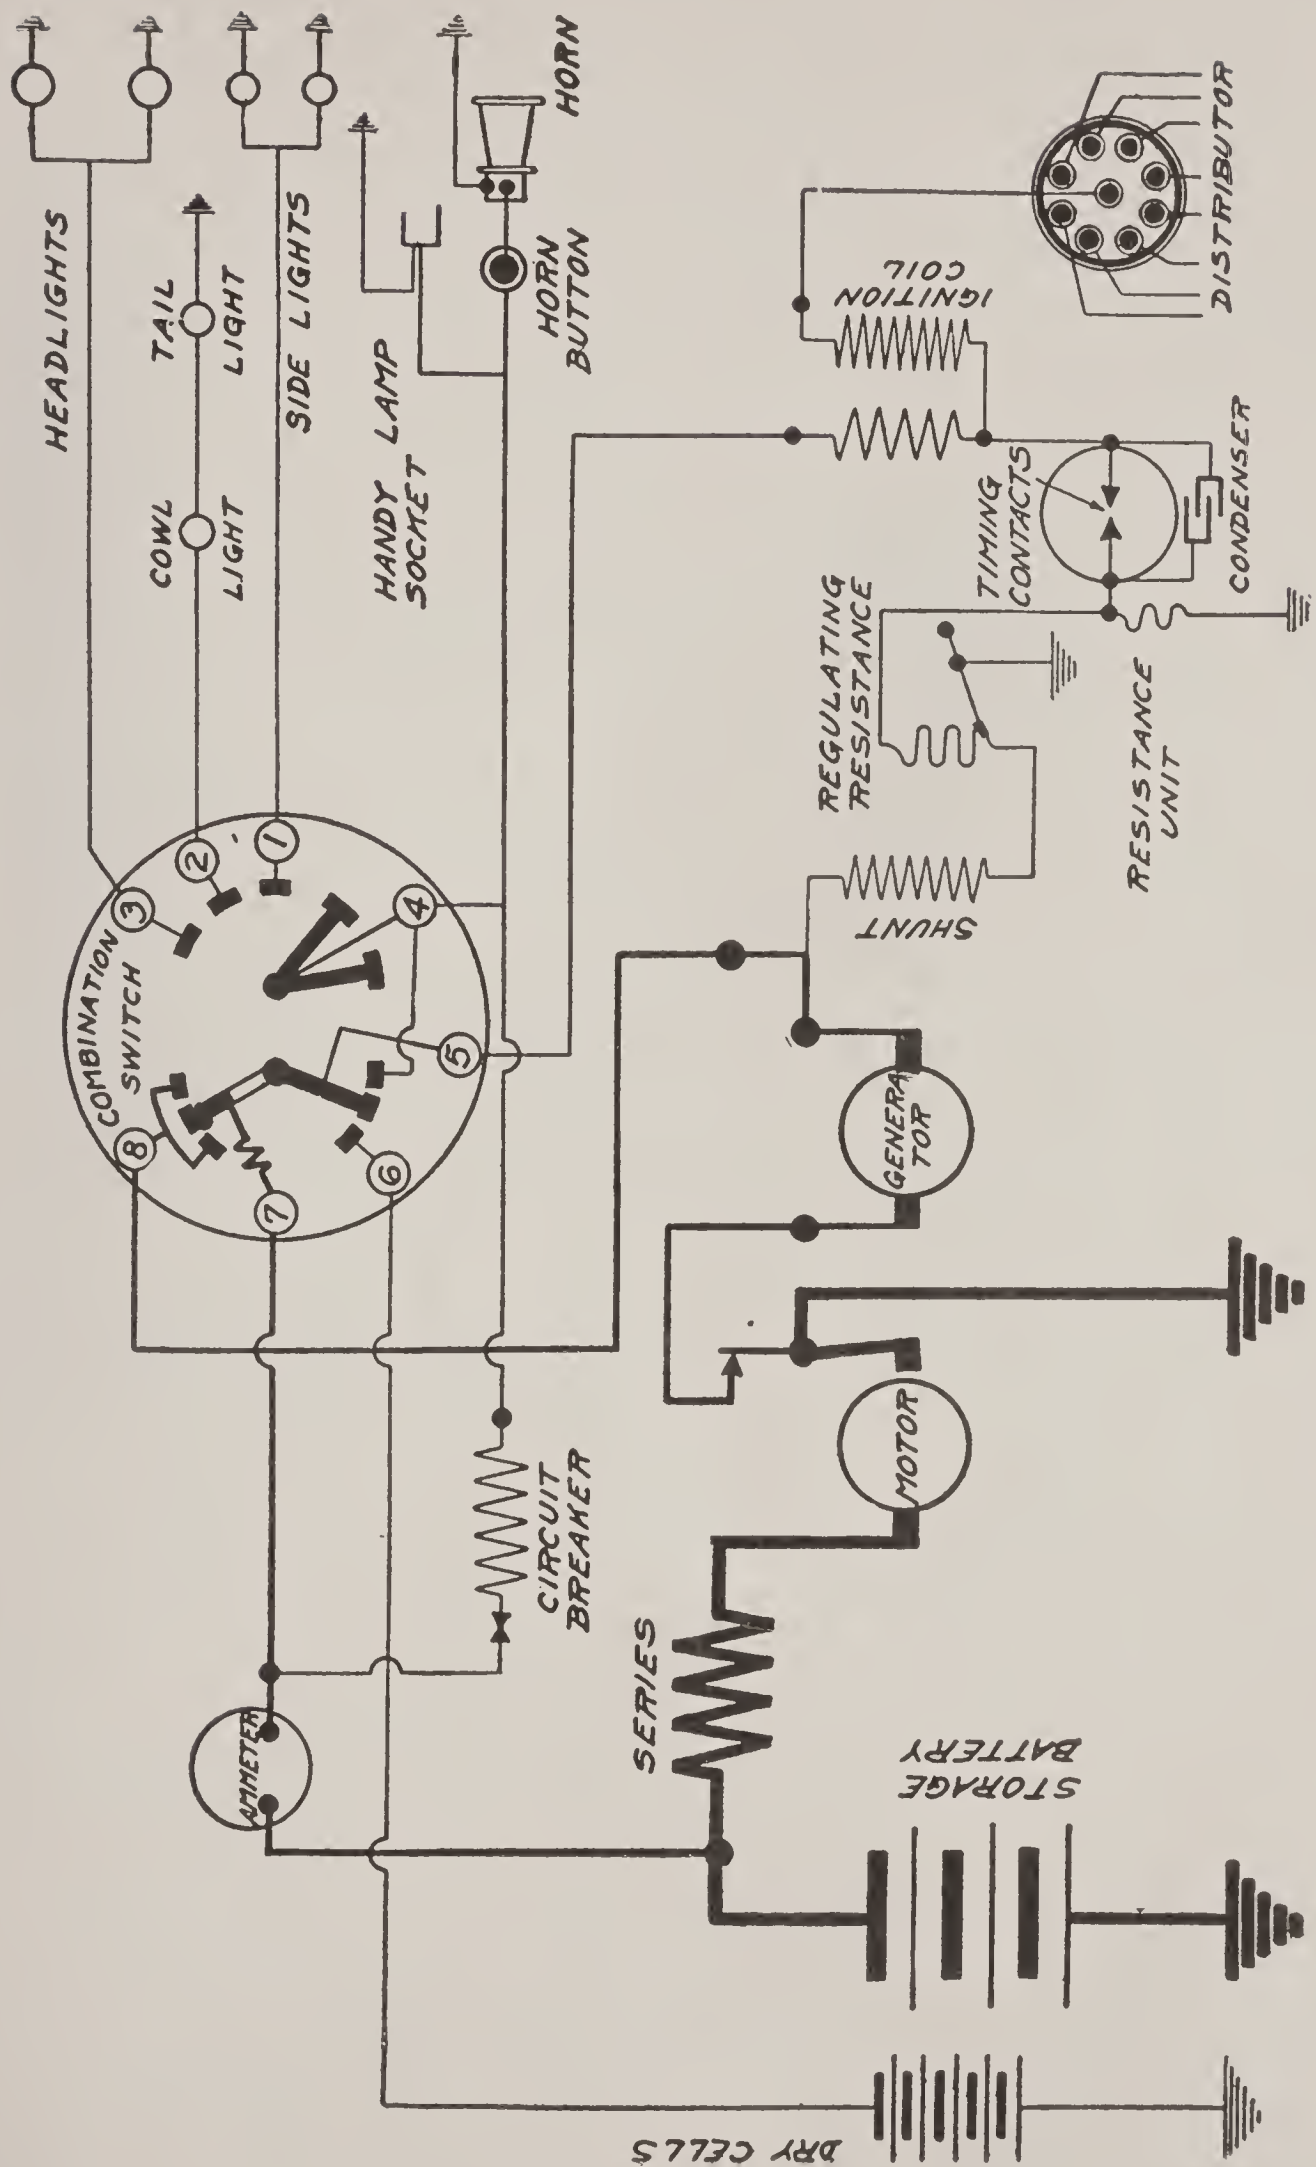 HEADLIGHTS
TAIL
LIGHT
COWL
LIGHT
SIDE LIGHTS
HORN
HORN
BUTTON
HANDY LAMP
SOCKET
COMBINATION
SWITCH
3
2
1
4
5
6
7
8
IGNITION
COIL
DISTRIBUTOR
TIMING
CONTACTS
CONDENSER
REGULATING
RESISTANCE
RESISTANCE
UNIT
SHUNT
GENERA
TOR
MOTOR
CIRCUIT
BREAKER
AMMETER
SERIES
STORAGE
BATTERY
DRY CELLS